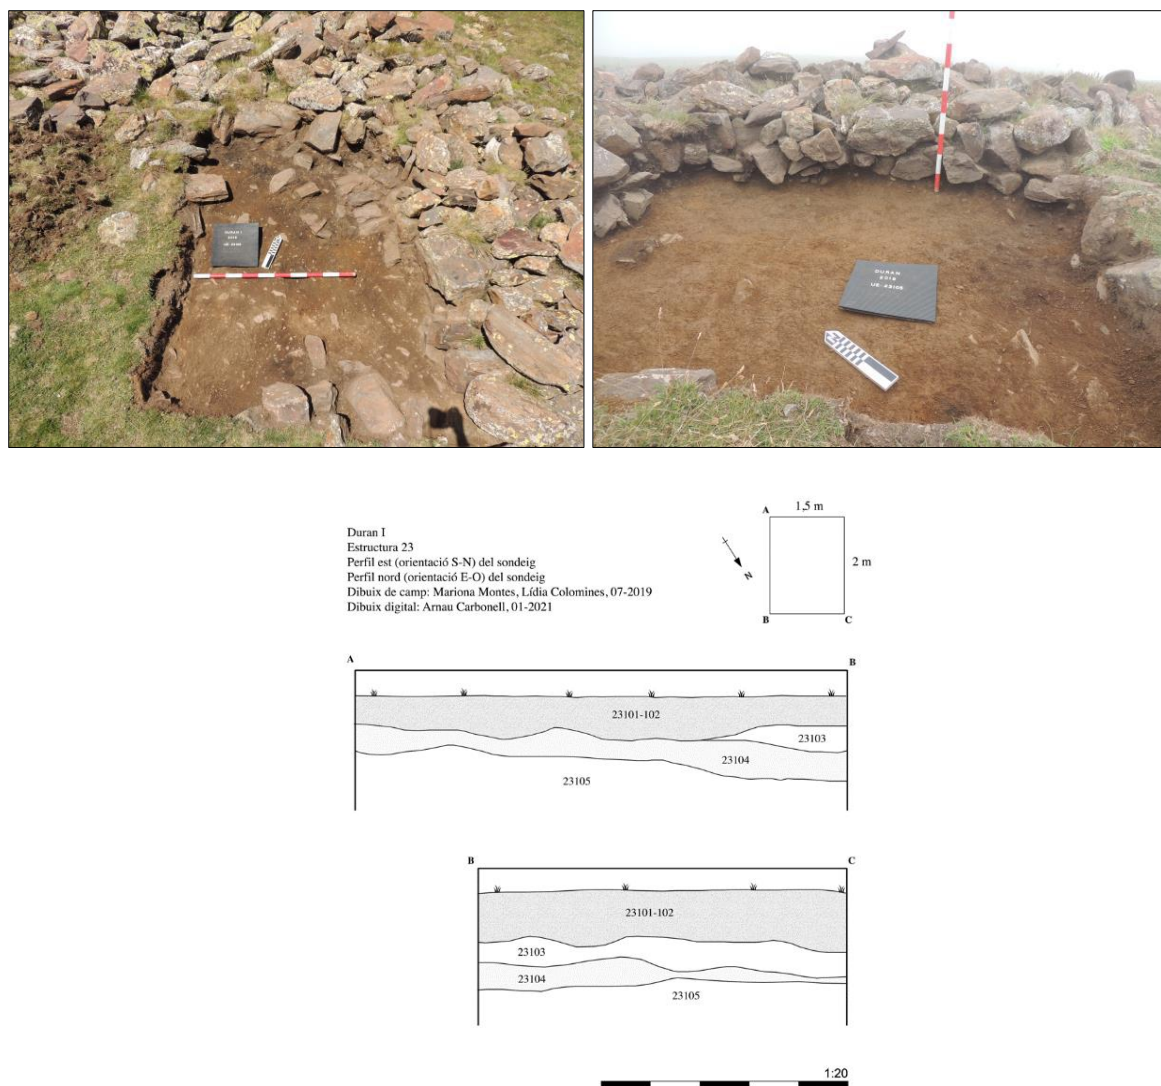 DURAN I
2019
DURAN
2019
Duran I
Estructura 23
Perfil est (orientació S-N) del sondeig
Perfil nord (orientació E-O) del sondeig
Dibuix de camp: Mariona Montes, Lídia Colomines, 07-2019
Dibuix digital: Arnau Carbonell, 01-2021
A
1,5 m
2 m
N
B
C
A
B
23101-102
23103
23104
23105
B
C
23101-102
23103
23104
23105
1:20